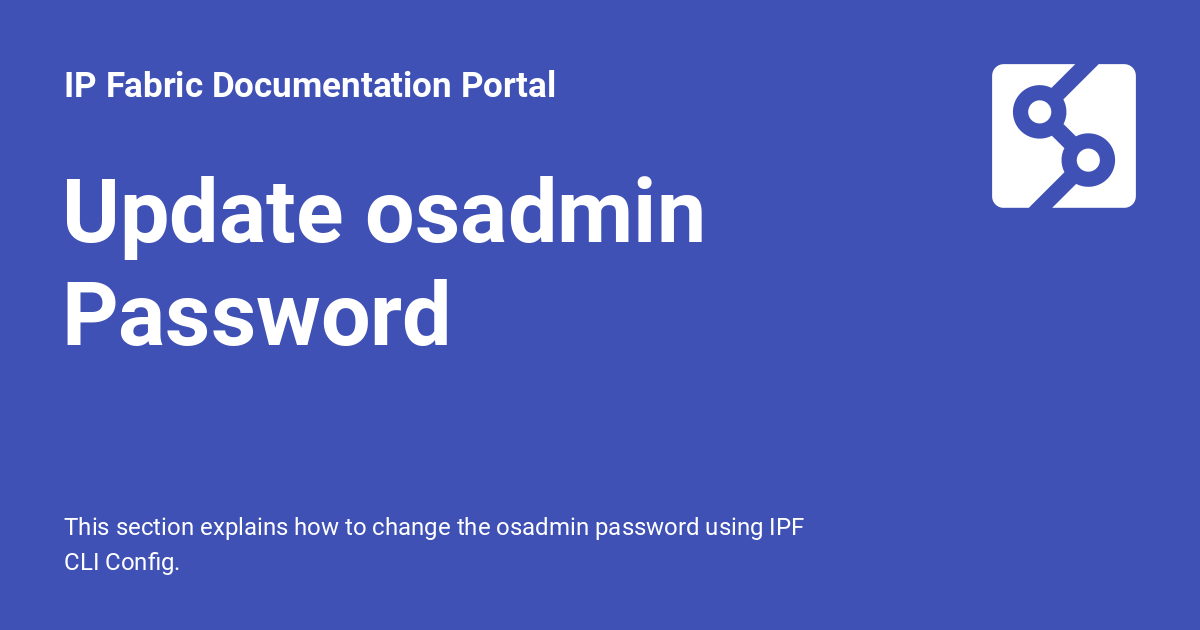 IP Fabric Documentation Portal
Update osadmin
Password
This section explains how to change the osadmin password using IPF
CLI Config.